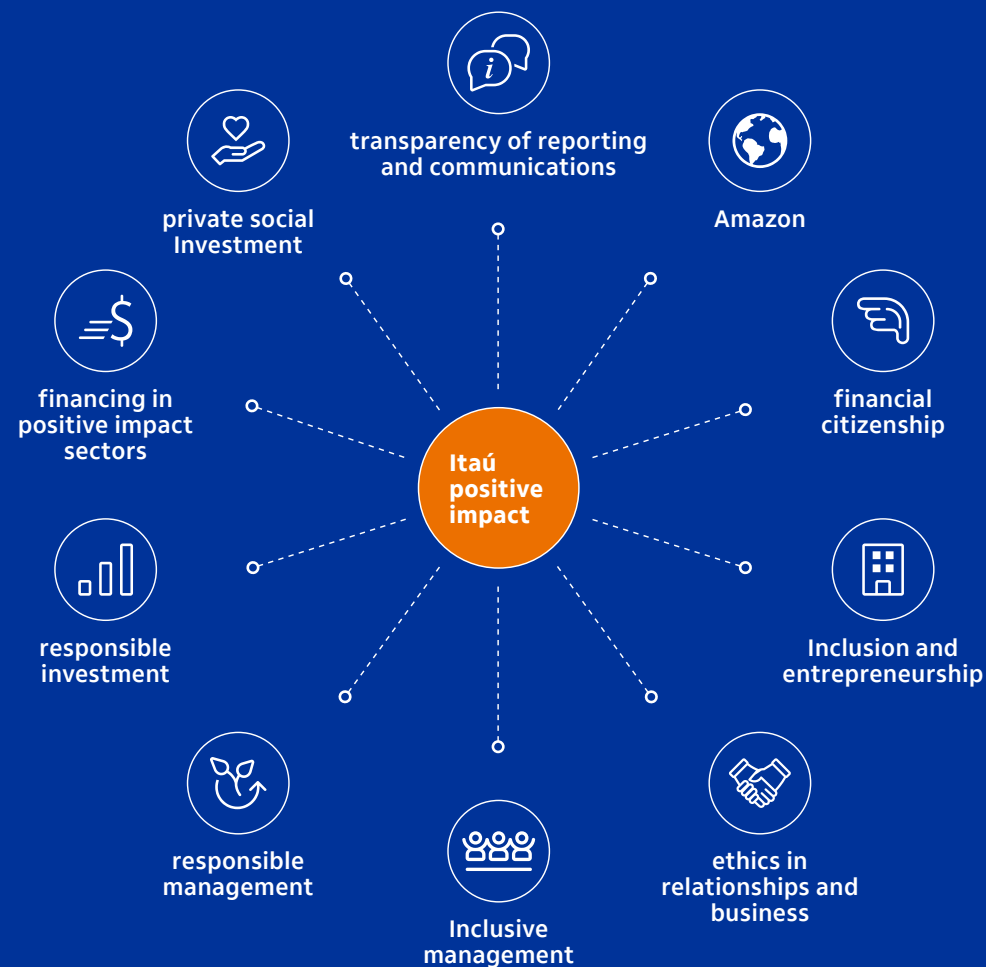 i
transparency of reporting
and communications
Amazon
financial
citizenship
Inclusion and
entrepreneurship
ethics in
relationships and
business
Inclusive
management
responsible
management
responsible
investment
$
financing in
positive impact
sectors
private social
Investment
Itaú
positive
impact